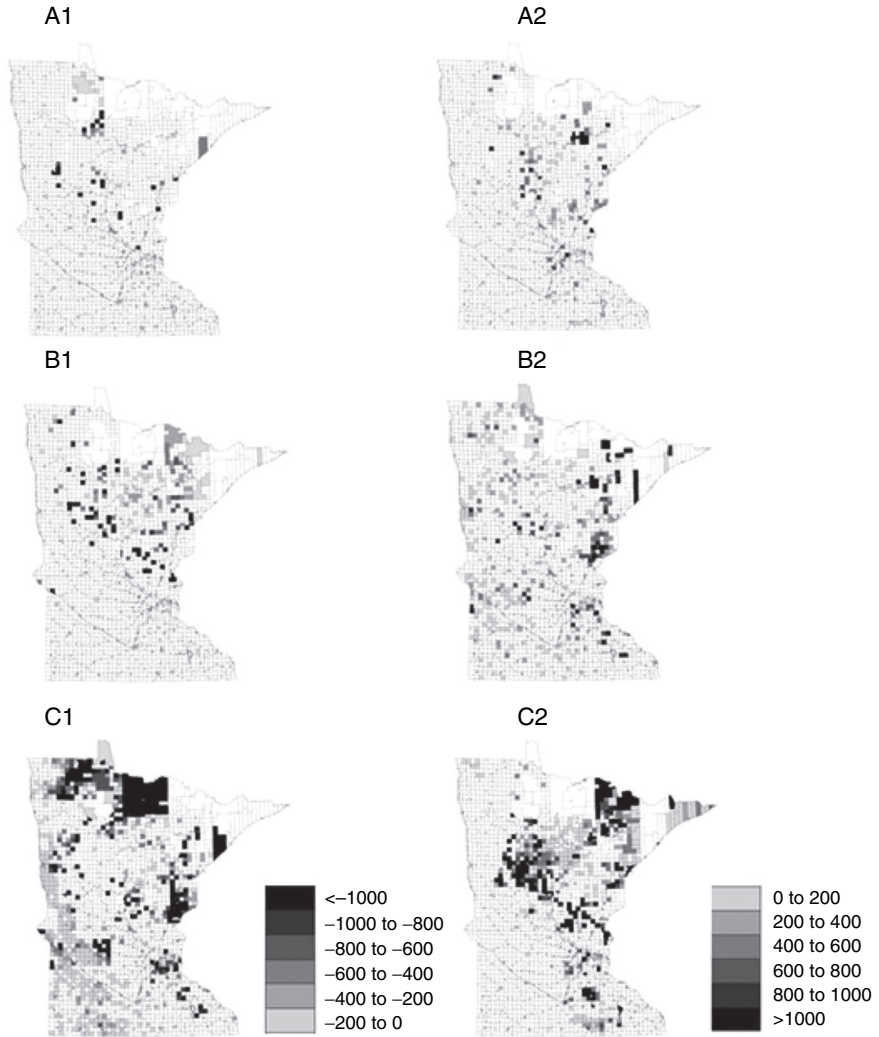 A1
A2
B1
B2
C1
C2
<–1000
–1000 to –800
–800 to –600
–600 to –400
–400 to –200
–200 to 0
0 to 200
200 to 400
400 to 600
600 to 800
800 to 1000
>1000